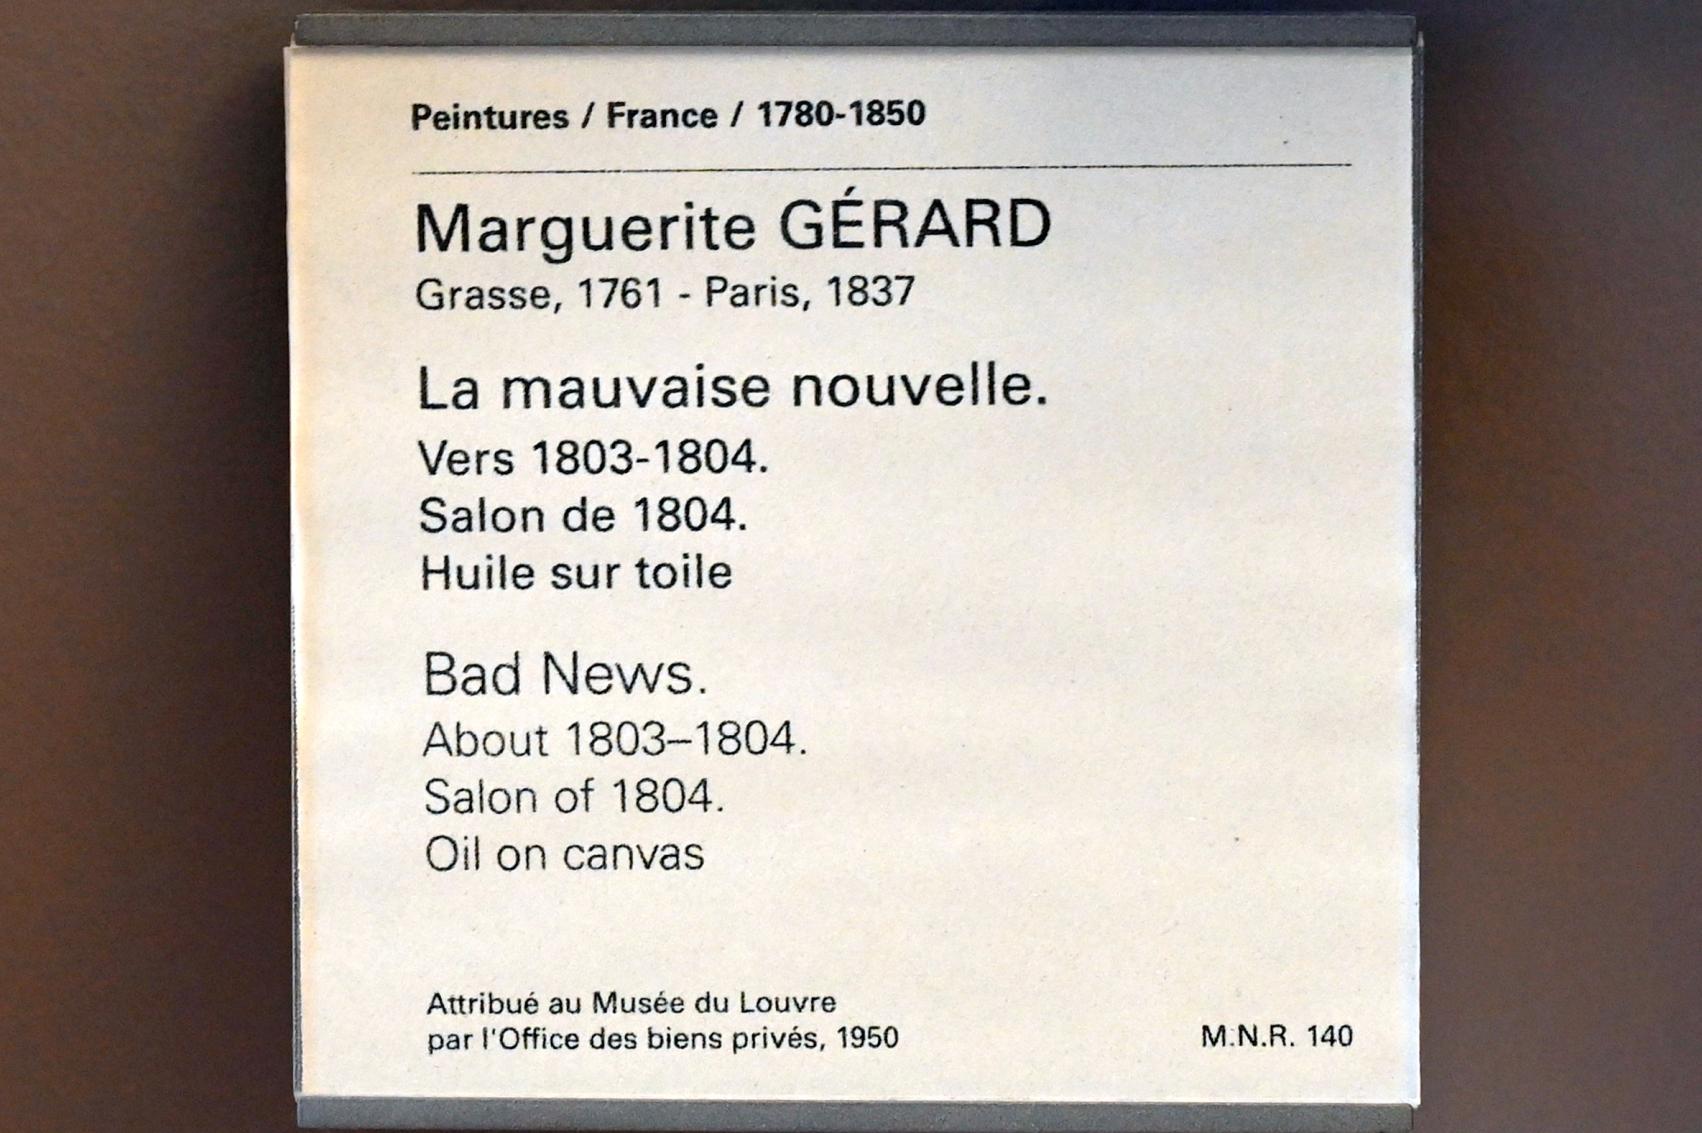 Peintures / France / 1780-1850
Marguerite GÉRARD
Grasse, 1761 - Paris, 1837
La mauvaise nouvelle.
Vers 1803-1804.
Salon de 1804.
Huile sur toile
Bad News.
About 1803–1804.
Salon of 1804.
Oil on canvas
Attribué au Musée du Louvre
par l'Office des biens privés, 1950
M.N.R. 140